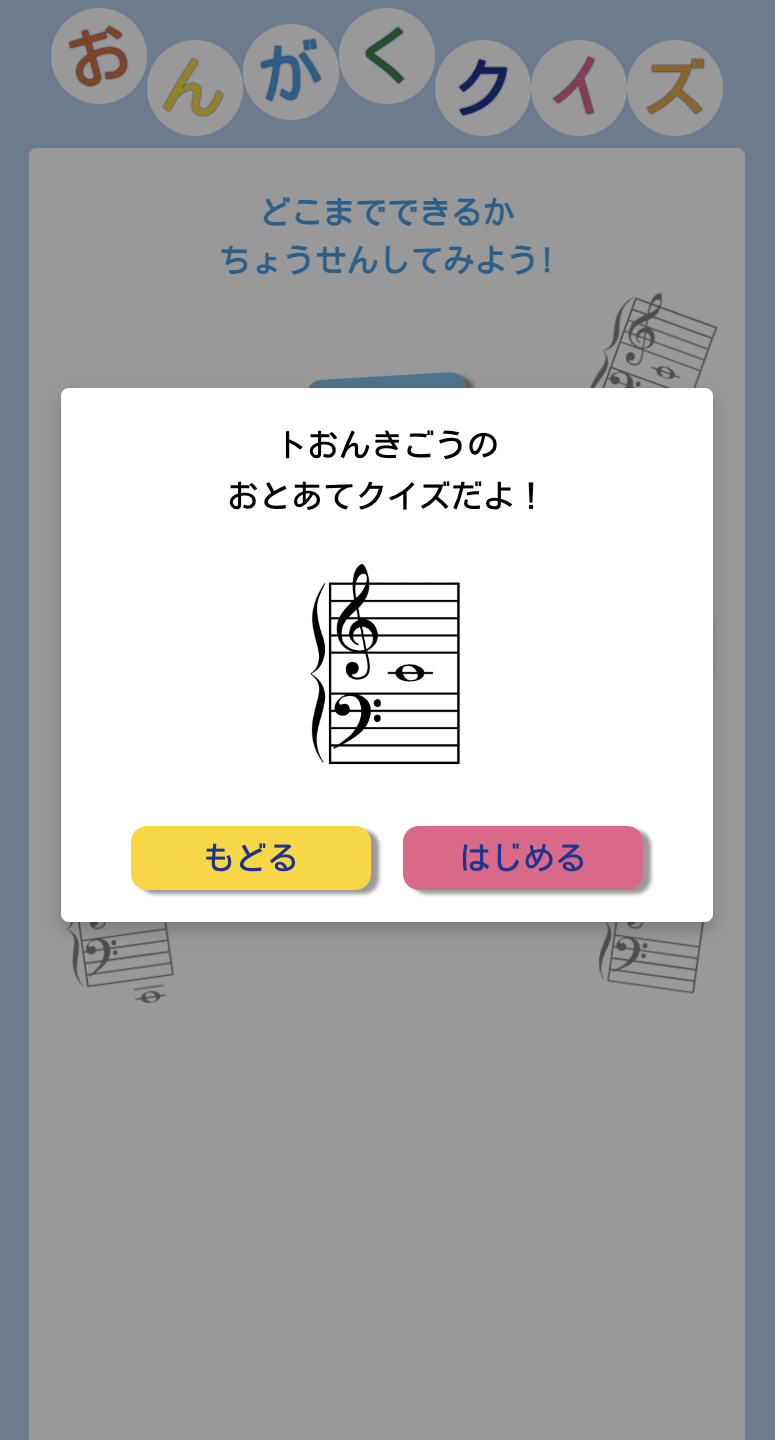 おんがくクイズ
どこまでできるか
ちょうせんしてみよう!
トおんきごうの
おとあてクイズだよ！
もどる
はじめる